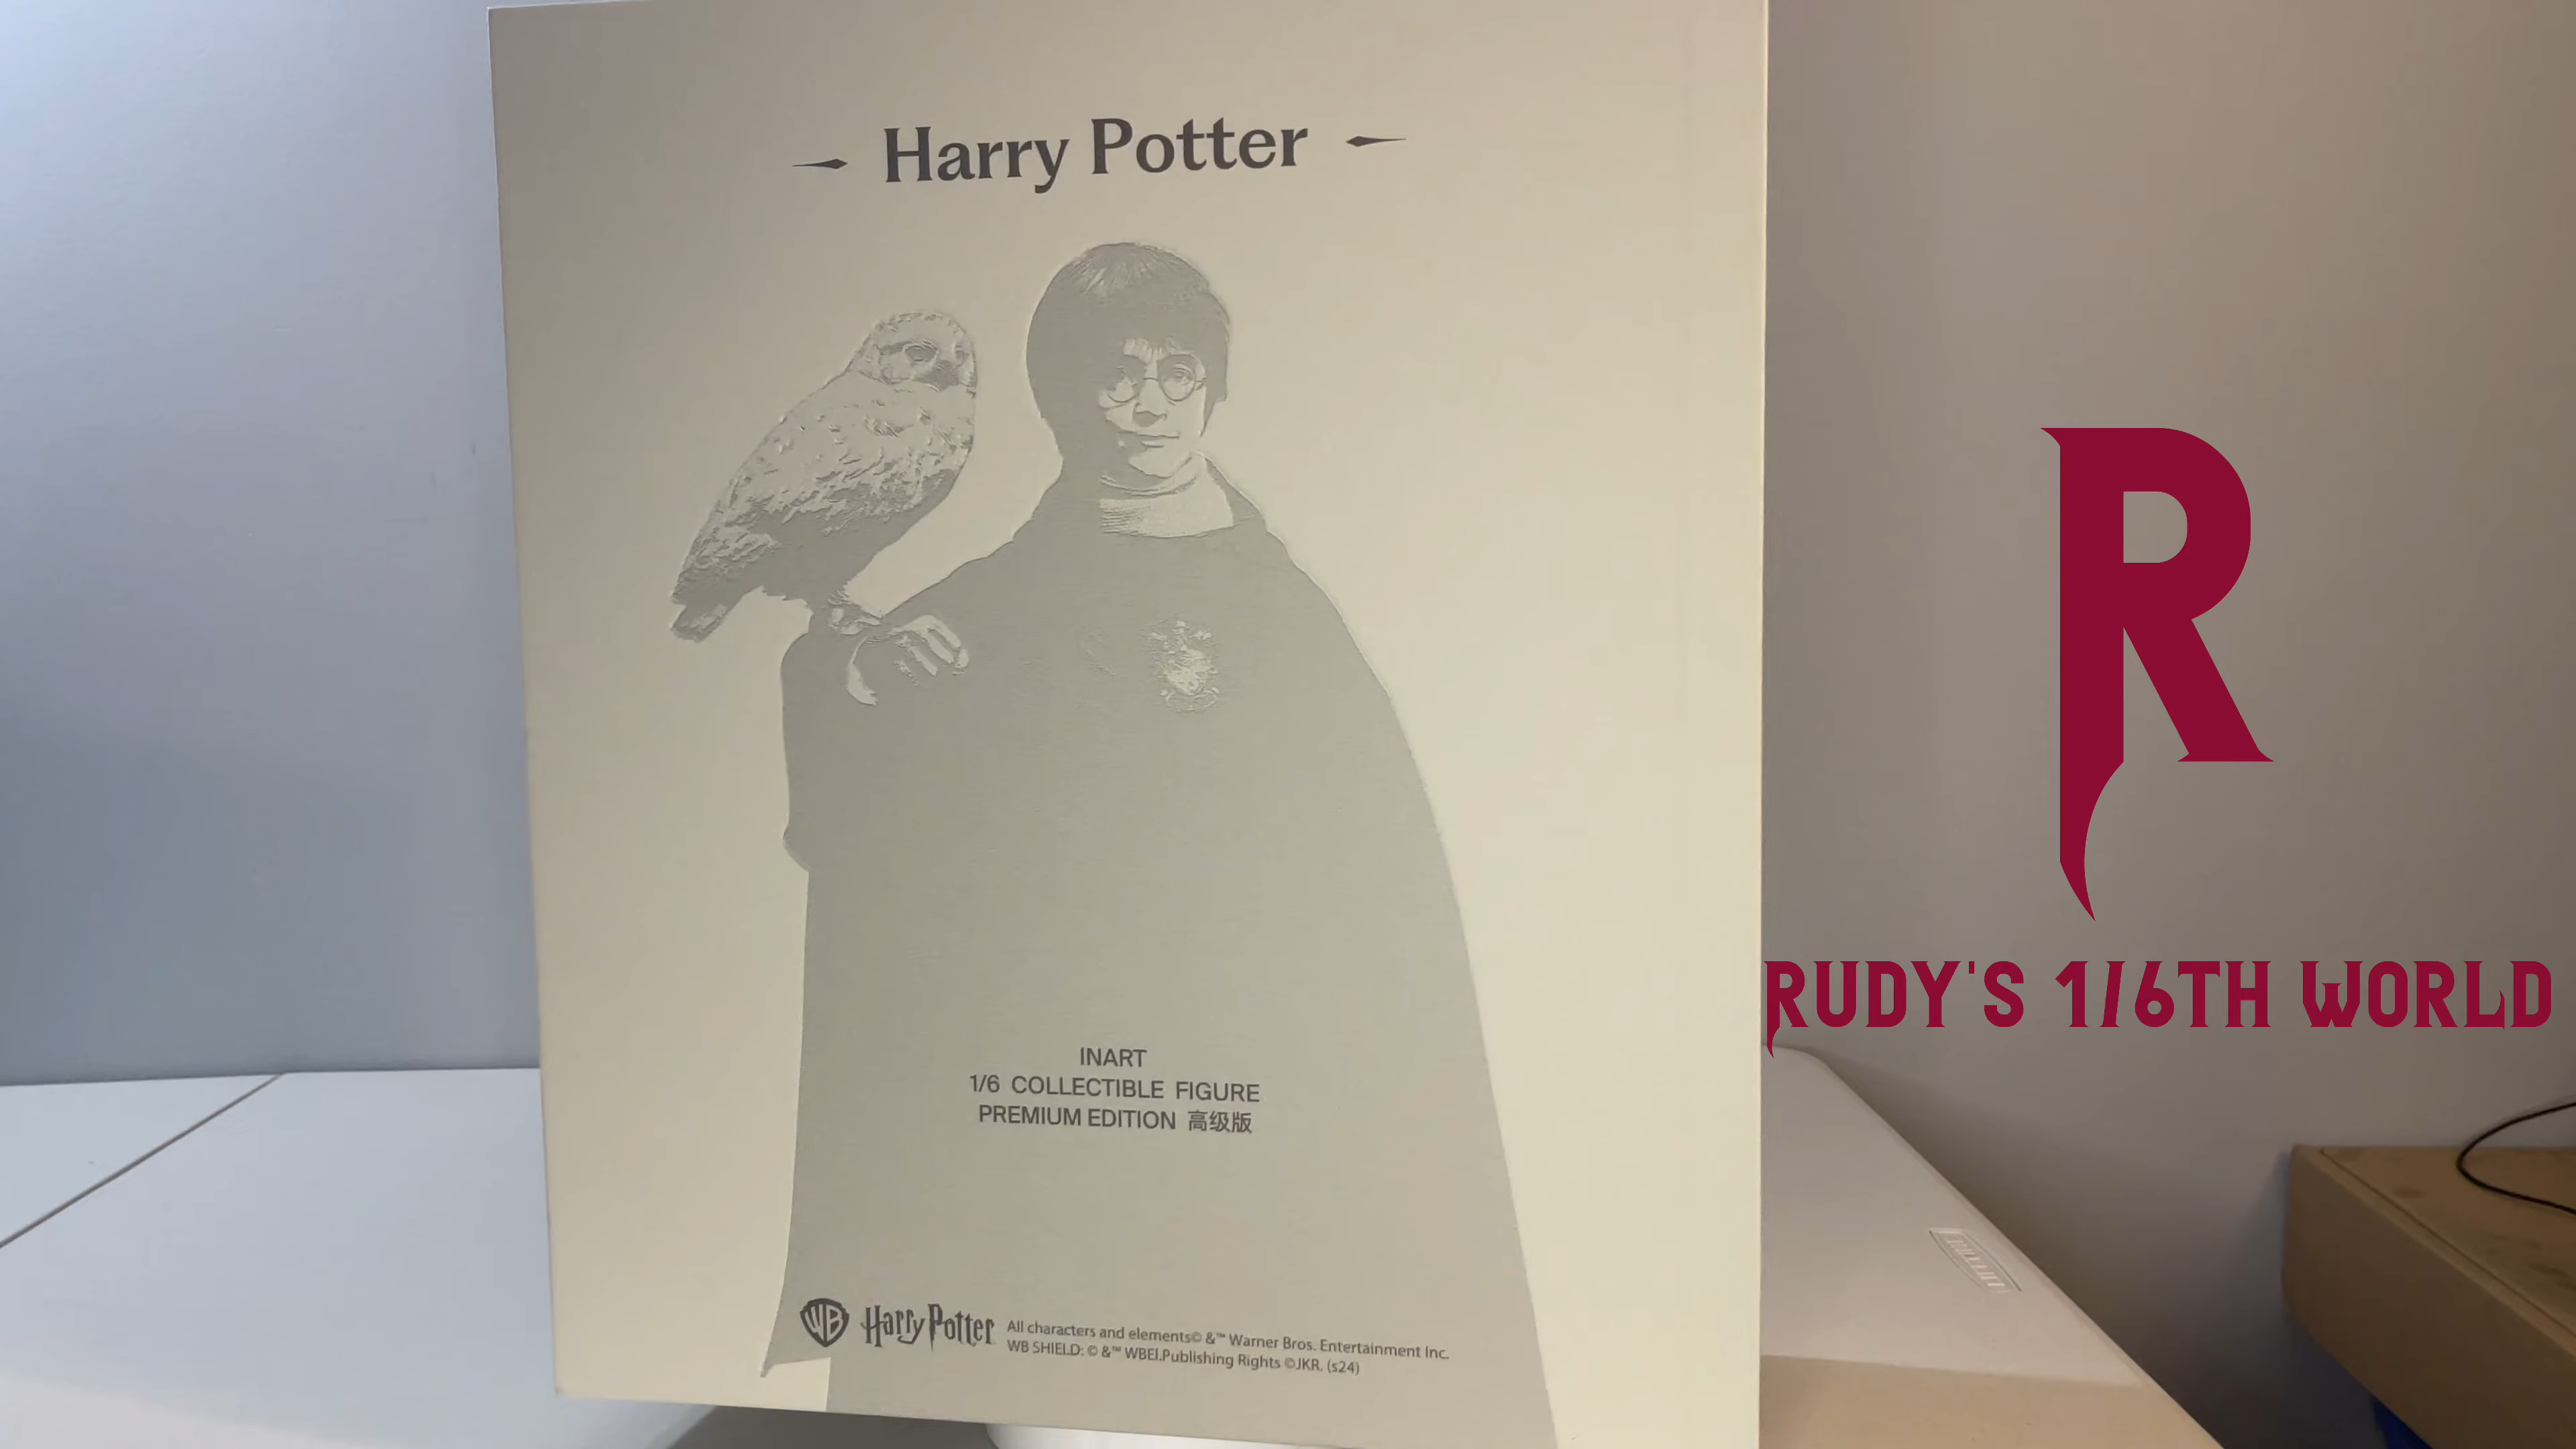 Harry Potter
R
RUDY'S 1/6TH WORLD
INART
1/6 COLLECTIBLE FIGURE
PREMIUM EDITION 高级版
WB Harry Potter
All characters and elements© &™ Warner Bros. Entertainment Inc.
WB SHIELD: © &™ WBEI.Publishing Rights ©JKR. (s24)